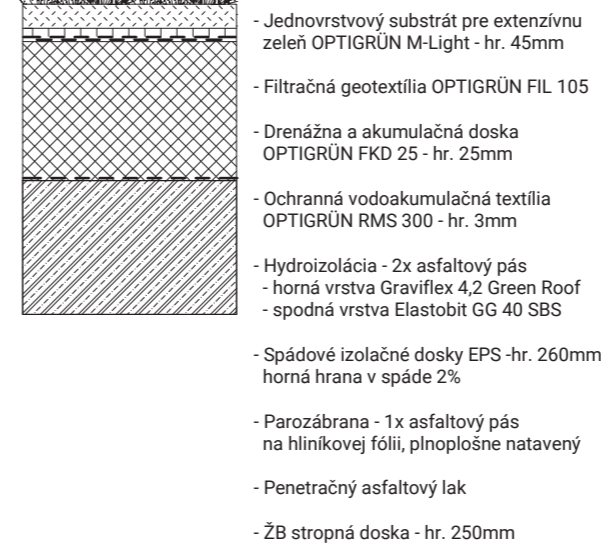 - Jednovrstvový substrát pre extenzívnu
zeleň OPTIGRÜN M-Light - hr. 45mm
- Filtračná geotextília OPTIGRÜN FIL 105
- Drenážna a akumulačná doska
OPTIGRÜN FKD 25 - hr. 25mm
- Ochranná vodoakumulačná textília
OPTIGRÜN RMS 300 - hr. 3mm
- Hydroizolácia - 2x asfaltový pás
- horná vrstva Graviflex 4,2 Green Roof
- spodná vrstva Elastobit GG 40 SBS
- Spádové izolačné dosky EPS -hr. 260mm
horná hrana v spáde 2%
- Parozábrana - 1x asfaltový pás
na hliníkovej fólii, plnoplošne natavený
- Penetračný asfaltový lak
- ŽB stropná doska - hr. 250mm